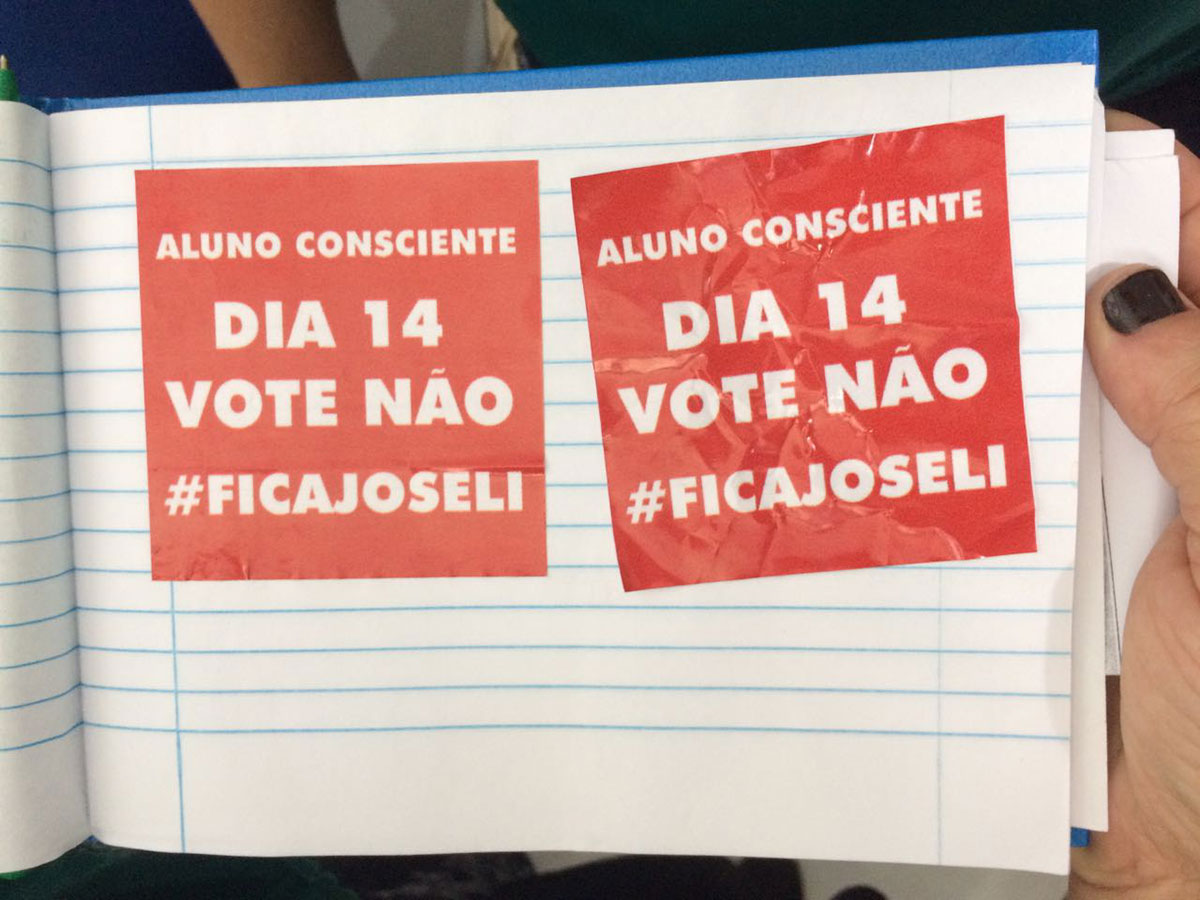 ALUNO CONSCIENTE
DIA 14
VOTE NÃO
#FICAJOSELI
ALUNO CONSCIENTE
DIA 14
VOTE NÃO
#FICAJOSELI